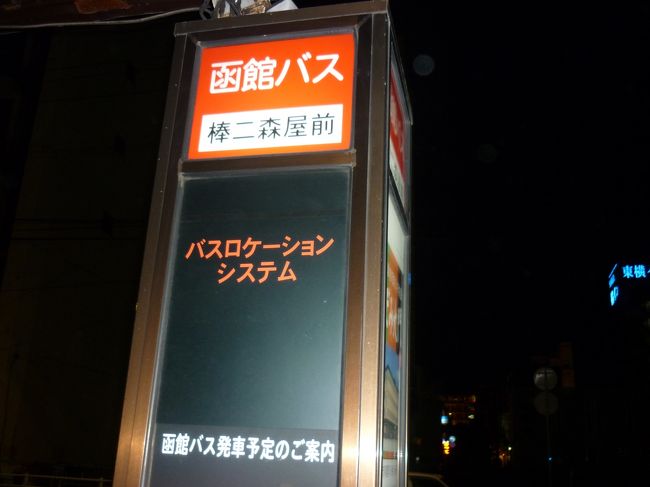 函館バス
棒二森屋前
バスロケーション
システム
函館バス発車予定のご案内
東横